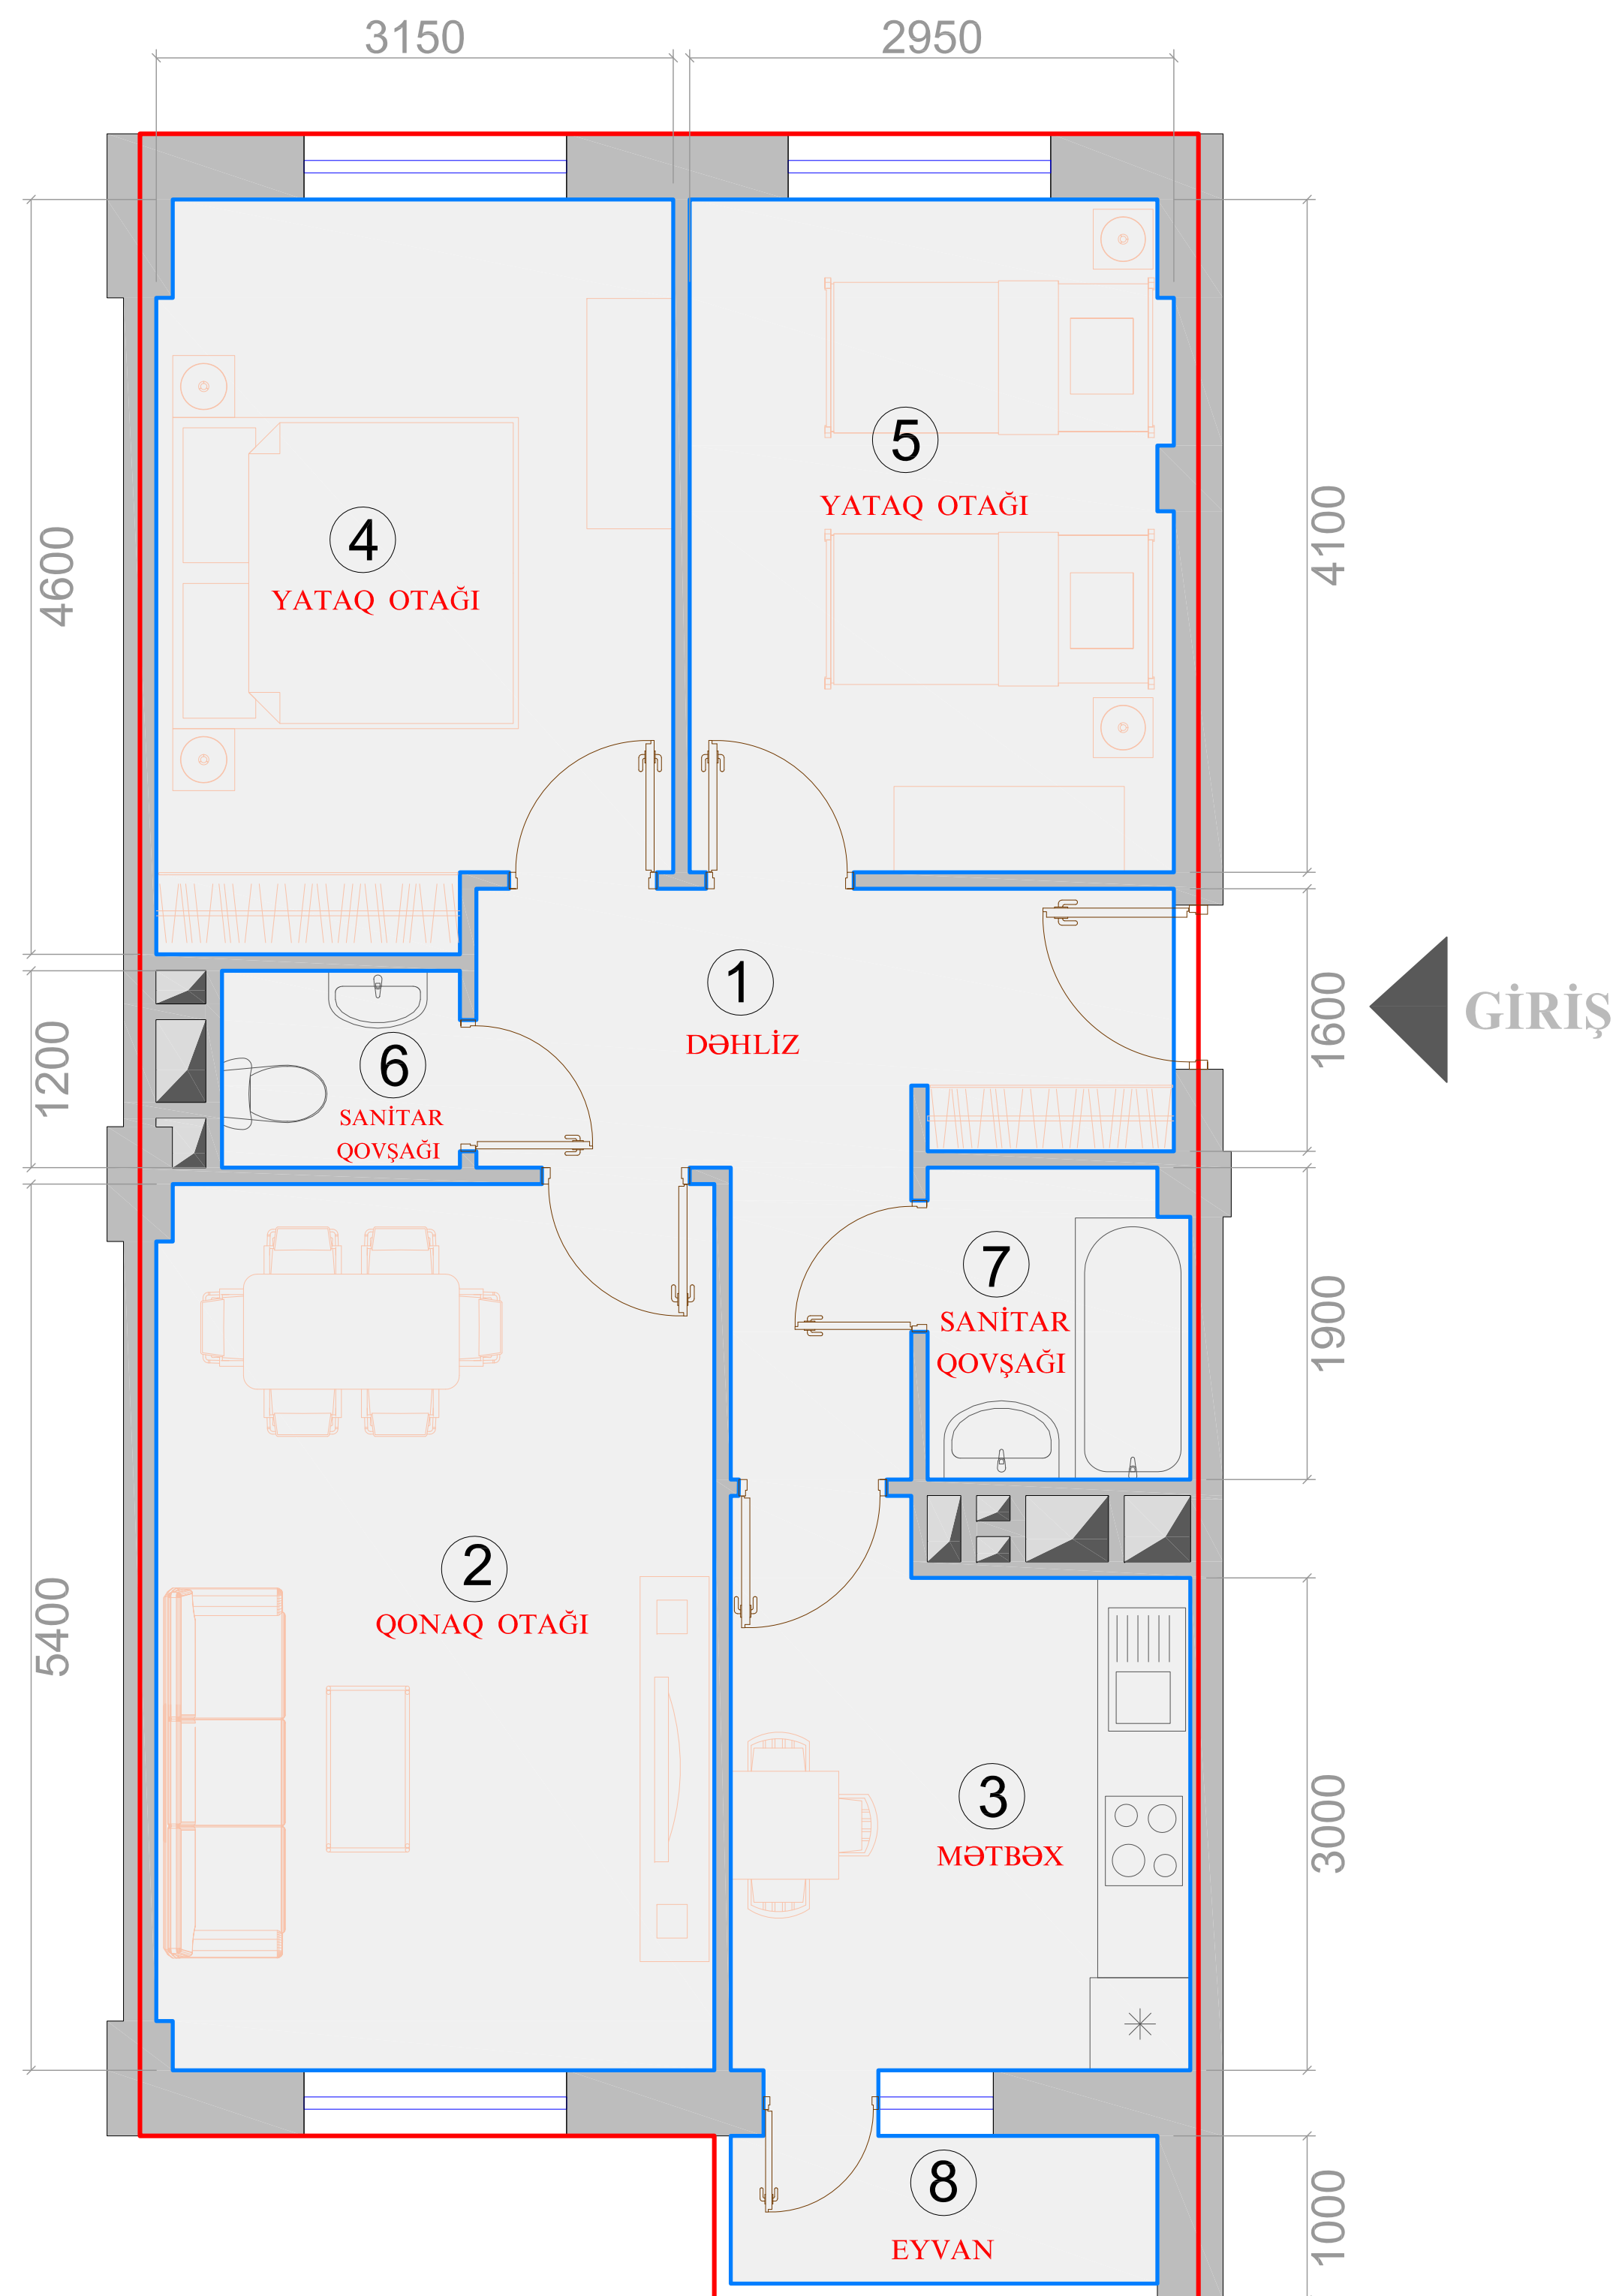 3150
2950
4600
4100
5
YATAQ OTAĞI
4
YATAQ OTAĞI
1
DƏHLİZ
1600
GİRİŞ
1200
6
SANİTAR
QOVŞAĞI
7
SANİTAR
QOVŞAĞI
1900
2
QONAQ OTAĞI
5400
3
MƏTBƏX
3000
8
EYVAN
1000